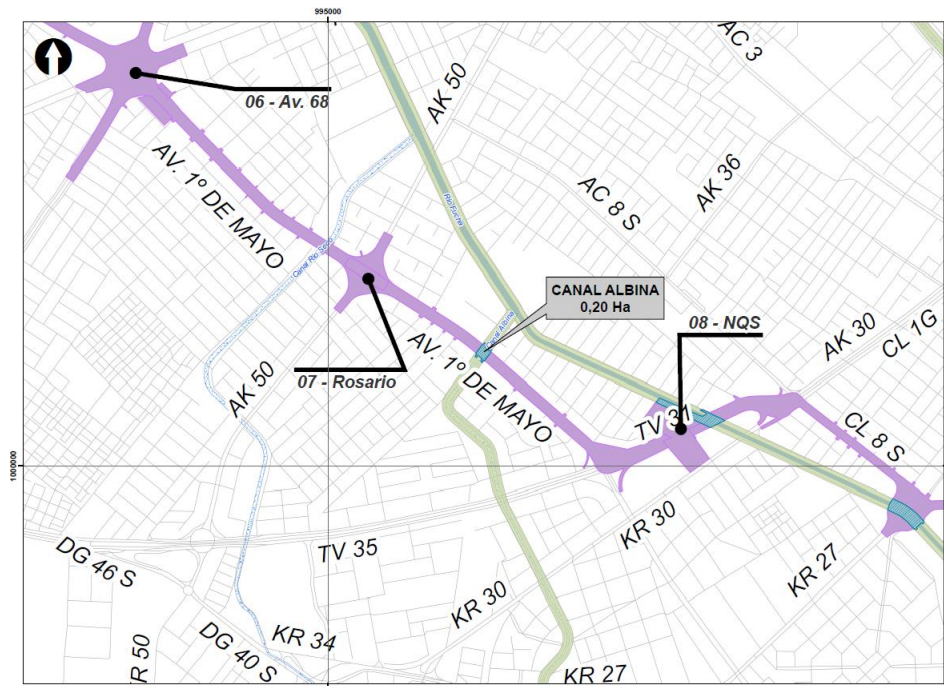 995000
AC 3
06 - Av. 68
AK 50
AV. 1º DE MAYO
Río Fucha
AK 36
AC 8 S
Canal Río Seco
CANAL ALBINA
0,20 Ha
08 - NQS
Canal Albina
AK 30
CL 1G
07 - Rosario
AV. 1º DE MAYO
AK 50
TV 31
CL 8 S
1000000
KR 30
TV 35
DG 46 S
KR 27
KR 30
KR 34
DG 40 S
R 50
KR 27